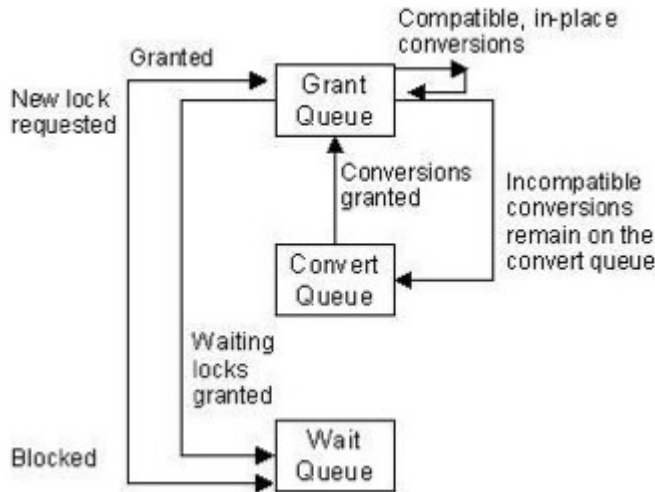 Compatible, in-place
conversions
Granted
Grant
Queue
New lock
requested
Conversions
granted
Incompatible
conversions
remain on the
convert queue
Convert
Queue
Waiting
locks
granted
Wait
Queue
Blocked